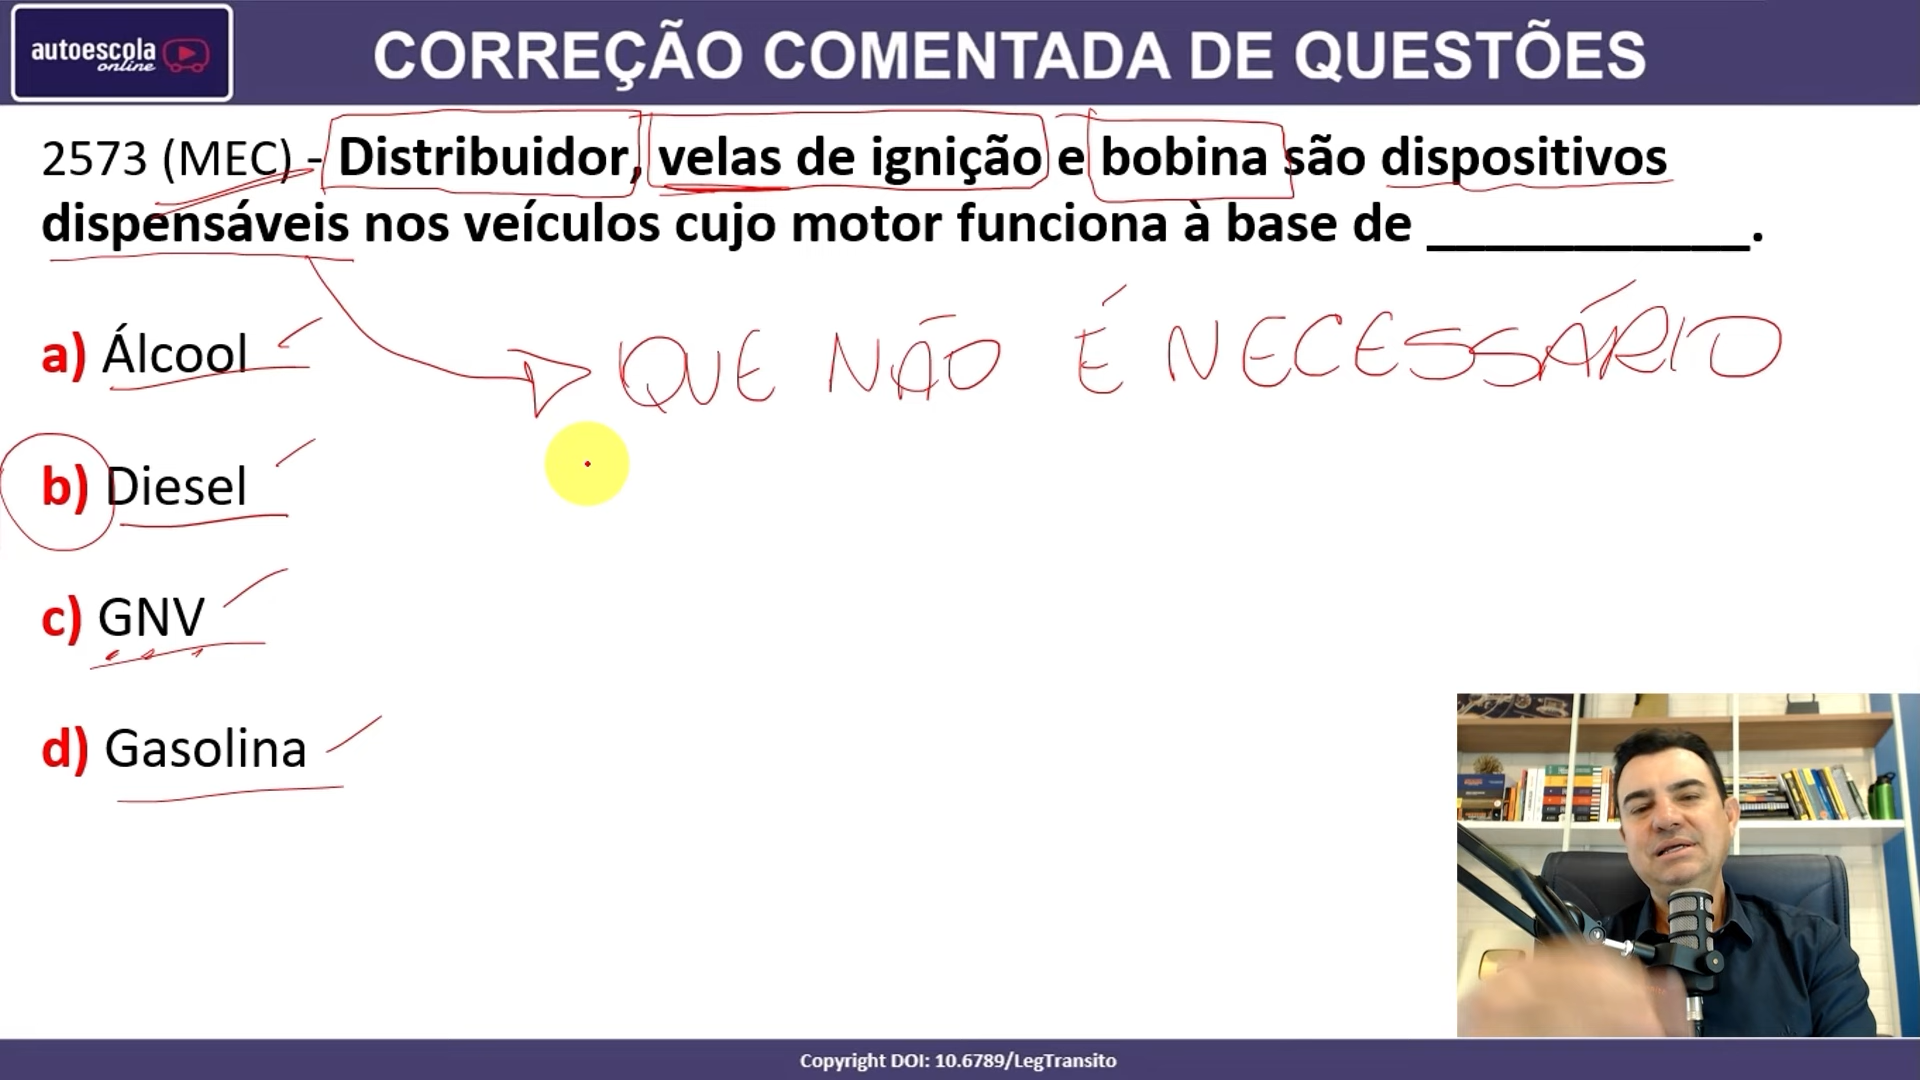 autoescola
online
CORREÇÃO COMENTADA DE QUESTÕES
2573 (MEC) - Distribuidor, velas de ignição e bobina são dispositivos
dispensáveis nos veículos cujo motor funciona à base de ___________.
QUE NÃO É NECESSÁRIO
a) Álcool
b) Diesel
c) GNV
d) Gasolina
Copyright DOI: 10.6789/LegTransito